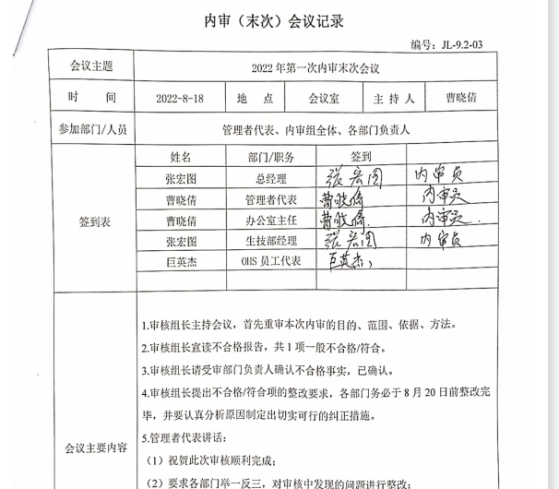 内审（末次）会议记录
编号：JL-9.2-03
会议主题 2022 年第一次内审末次会议
时 间 2022-8-18 地 点 会议室 主 持 人 曹晓倩
参加部门/人员 管理者代表、内审组全体、各部门负责人
签到表
姓名 部门/职务 签到
张宏图 总经理 张宏图 内审员
曹晓倩 管理者代表 曹晓倩 内审员
曹晓倩 办公室主任 曹晓倩 内审员
张宏图 生技部经理 张宏图 内审员
巨英杰 OHS 员工代表 巨英杰
会议主要内容
1.审核组长主持会议，首先重审本次内审的目的、范围、依据、方法。
2.审核组长宣读不合格报告，共 1 项一般不合格/符合。
3.审核组长请受审部门负责人确认不合格事实，已确认。
4.审核组长提出不合格/符合项的整改要求，各部门务必于 8 月 20 日前整改完
毕，并要认真分析原因制定出切实可行的纠正措施。
5.管理者代表讲话：
（1）祝贺此次审核顺利完成；
（2）要求各部门举一反三，对审核中发现的问题进行整改；